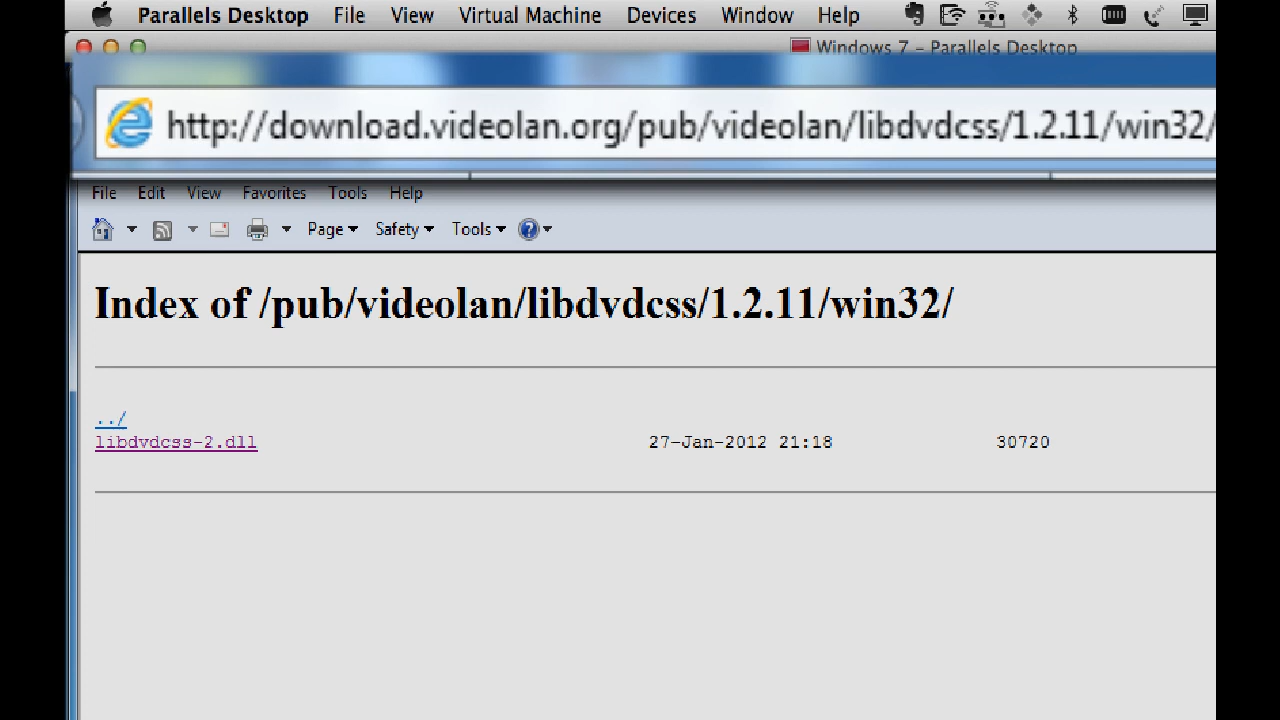 Parallels Desktop File View Virtual Machine Devices Window Help
Windows 7 - Parallels Desktop
http://download.videolan.org/pub/videolan/libdvdcss/1.2.11/win32/
File Edit View Favorites Tools Help
Page Safety Tools
Index of /pub/videolan/libdvdcss/1.2.11/win32/
../
libdvdcss-2.dll 27-Jan-2012 21:18 30720